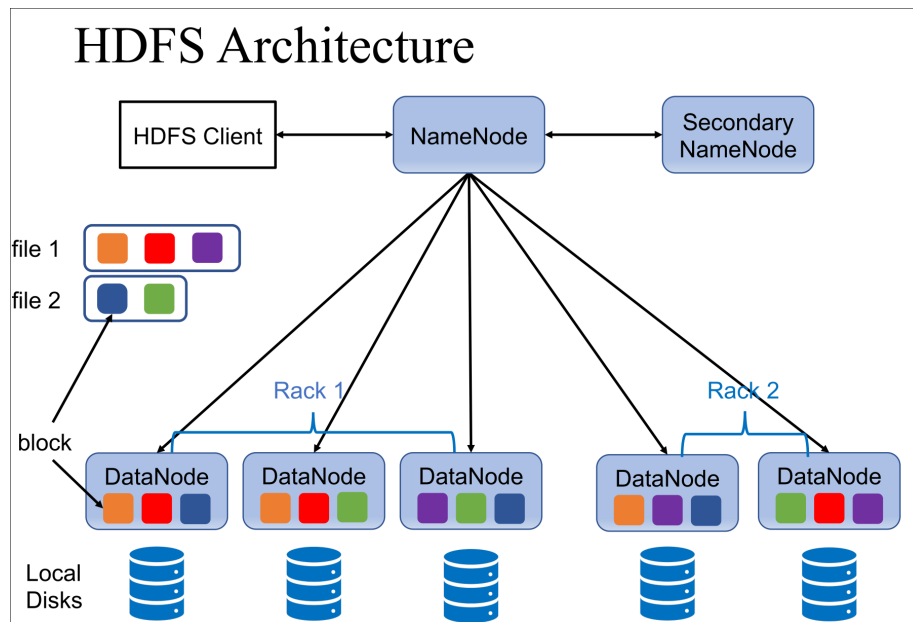 HDFS Architecture
HDFS Client
NameNode
Secondary
NameNode
file 1
file 2
Rack 1
Rack 2
block
DataNode
DataNode
DataNode
DataNode
DataNode
Local
Disks